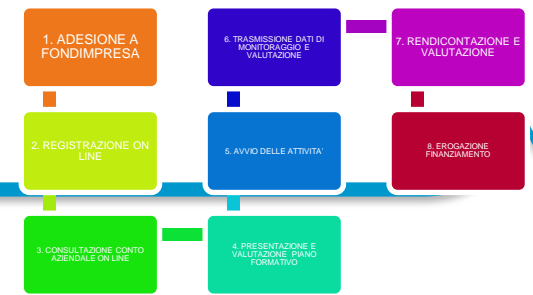 1. ADESIONE A
FONDIMPRESA
2. REGISTRAZIONE ON
LINE
3. CONSULTAZIONE CONTO
AZIENDALE ON LINE
4. PRESENTAZIONE E
VALUTAZIONE PIANO
FORMATIVO
5. AVVIO DELLE ATTIVITA'
6. TRASMISSIONE DATI DI
MONITORAGGIO E
VALUTAZIONE
7. RENDICONTAZIONE E
VALUTAZIONE
8. EROGAZIONE
FINANZIAMENTO